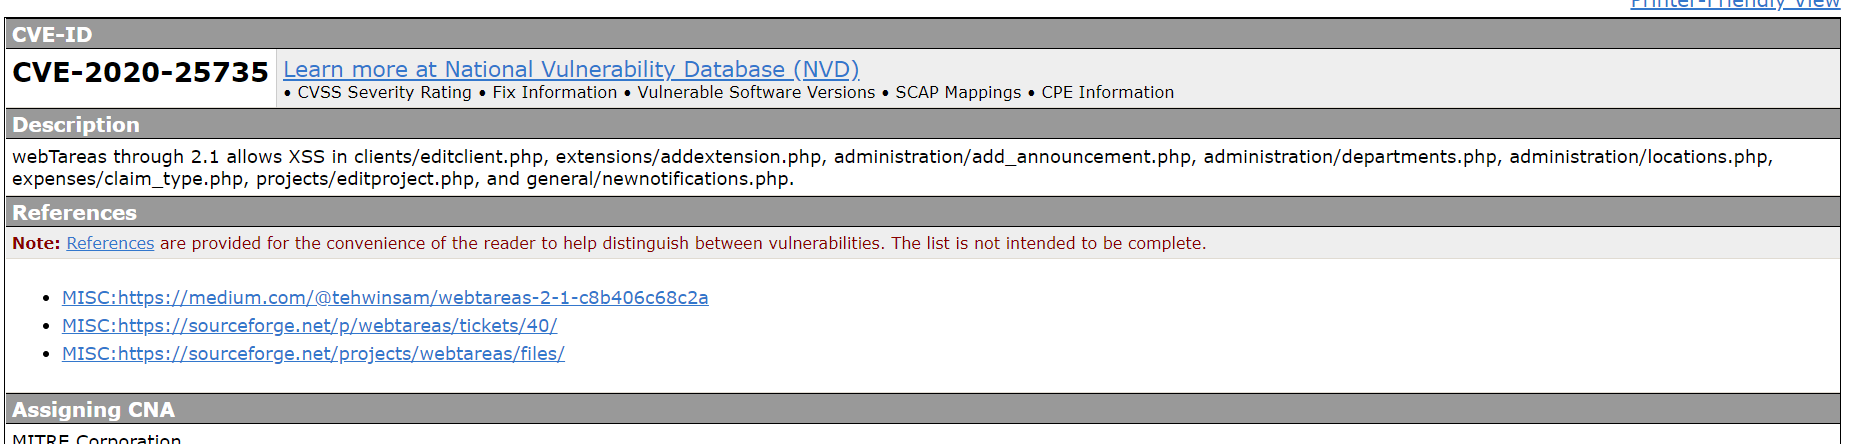 Printer-Friendly View
CVE-ID
CVE-2020-25735 Learn more at National Vulnerability Database (NVD)
• CVSS Severity Rating • Fix Information • Vulnerable Software Versions • SCAP Mappings • CPE Information
Description
webTareas through 2.1 allows XSS in clients/editclient.php, extensions/addextension.php, administration/add_announcement.php, administration/departments.php, administration/locations.php,
expenses/claim_type.php, projects/editproject.php, and general/newnotifications.php.
References
Note: References are provided for the convenience of the reader to help distinguish between vulnerabilities. The list is not intended to be complete.
• MISC:https://medium.com/@tehwinsam/webtareas-2-1-c8b406c68c2a
• MISC:https://sourceforge.net/p/webtareas/tickets/40/
• MISC:https://sourceforge.net/projects/webtareas/files/
Assigning CNA
MITRE Corporation